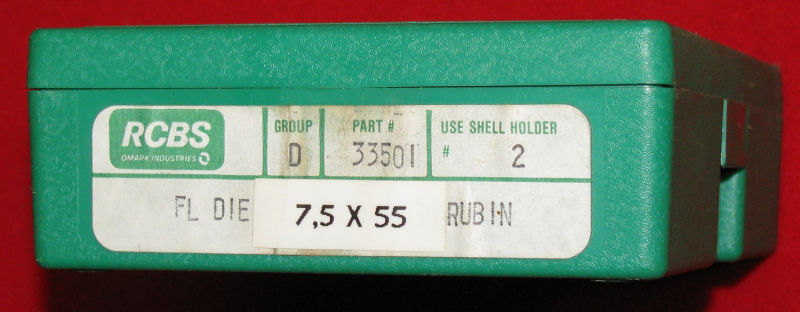 RCBS
OMARK INDUSTRIES
GROUP
D
PART #
33501
USE SHELL HOLDER
# 2
FL DIE 7,5 X 55 RUBIN